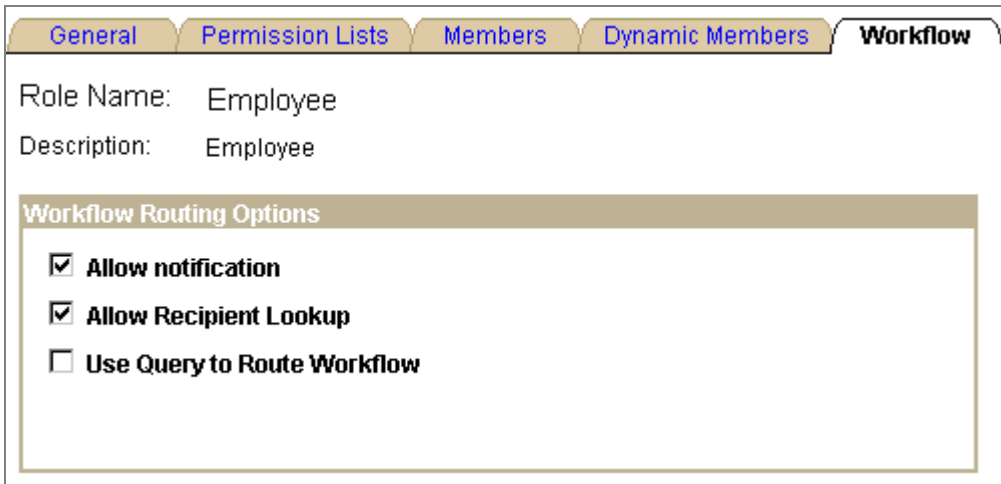 General Permission Lists Members Dynamic Members Workflow
Role Name: Employee
Description: Employee
Workflow Routing Options
Allow notification
Allow Recipient Lookup
Use Query to Route Workflow